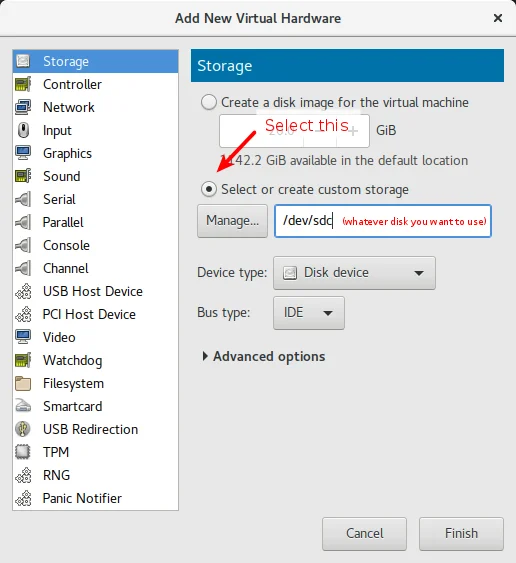 Add New Virtual Hardware
Storage
Controller
Network
Input
Graphics
Sound
Serial
Parallel
Console
Channel
USB Host Device
PCI Host Device
Video
Watchdog
Filesystem
Smartcard
USB Redirection
TPM
RNG
Panic Notifier
Storage
Create a disk image for the virtual machine
Select this
GiB
142.2 GiB available in the default location
Select or create custom storage
Manage... /dev/sdc (whatever disk you want to use)
Device type: Disk device
Bus type: IDE
Advanced options
Cancel Finish